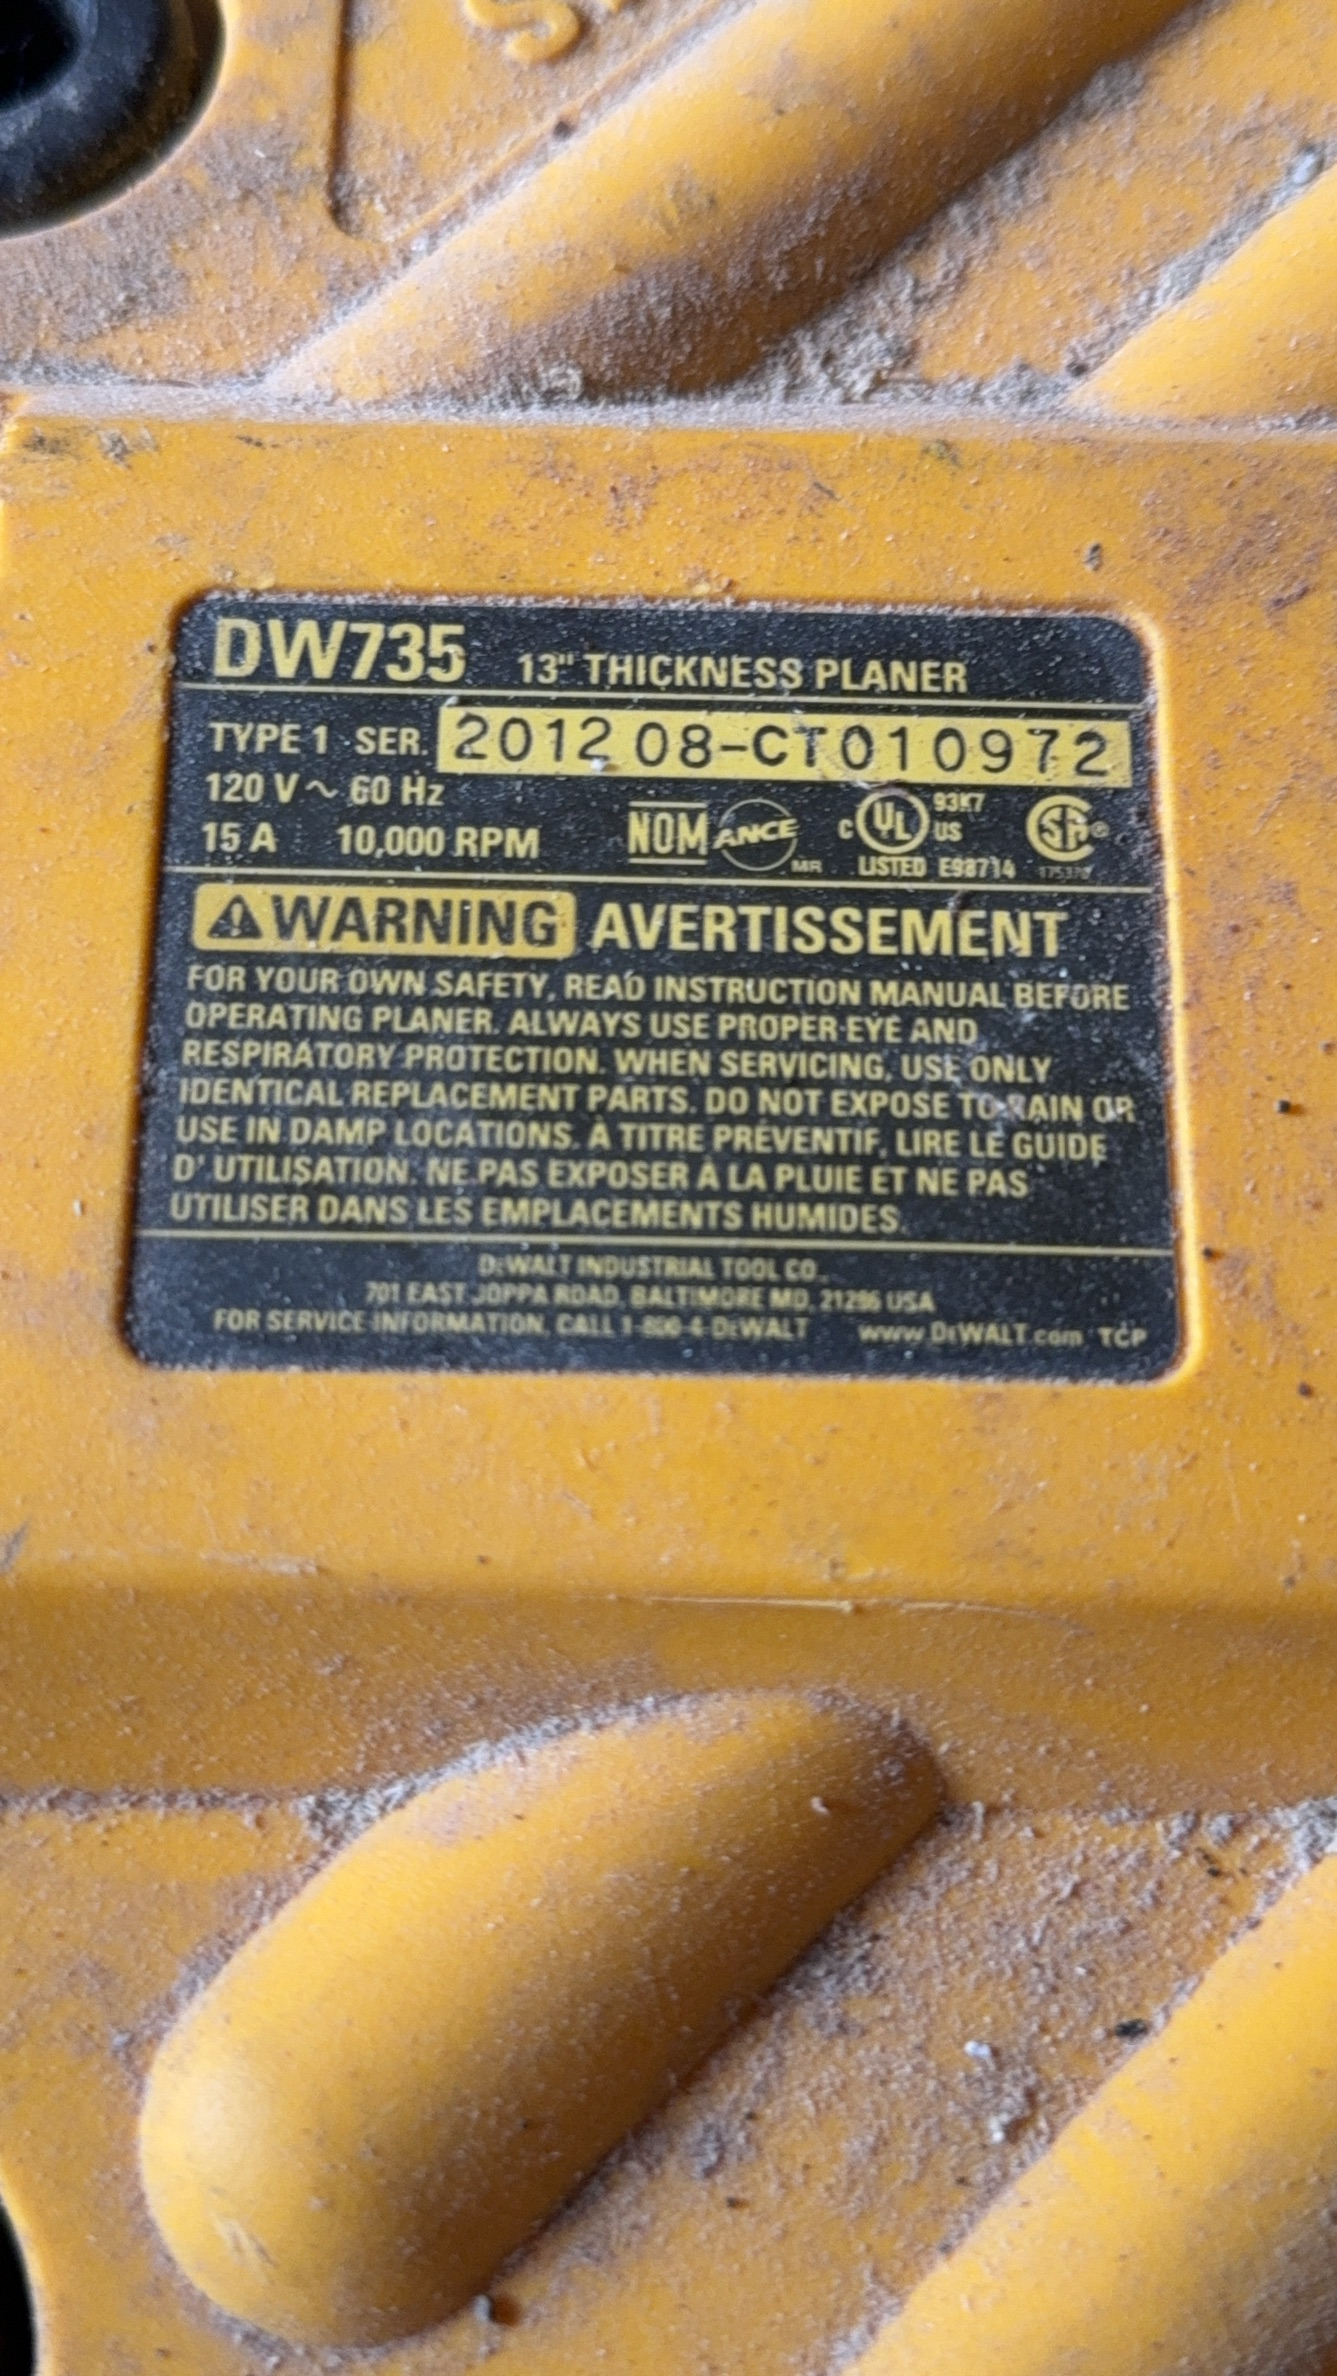 S
DW735 13" THICKNESS PLANER
TYPE 1 SER. 2012 08-CT010972
120 V ~ 60 Hz
15 A 10,000 RPM
NOM ANCE MR
C UL US 93K7
LISTED E98714
SA ®
⚠WARNING AVERTISSEMENT
FOR YOUR OWN SAFETY, READ INSTRUCTION MANUAL BEFORE
OPERATING PLANER. ALWAYS USE PROPER EYE AND
RESPIRATORY PROTECTION. WHEN SERVICING, USE ONLY
IDENTICAL REPLACEMENT PARTS. DO NOT EXPOSE TO RAIN OR
USE IN DAMP LOCATIONS. À TITRE PRÉVENTIF, LIRE LE GUIDE
D' UTILISATION. NE PAS EXPOSER À LA PLUIE ET NE PAS
UTILISER DANS LES EMPLACEMENTS HUMIDES.
DEWALT INDUSTRIAL TOOL CO.,
701 EAST JOPPA ROAD, BALTIMORE MD, 21286 USA
FOR SERVICE INFORMATION, CALL 1-800-4-DEWALT www.DEWALT.com TCP